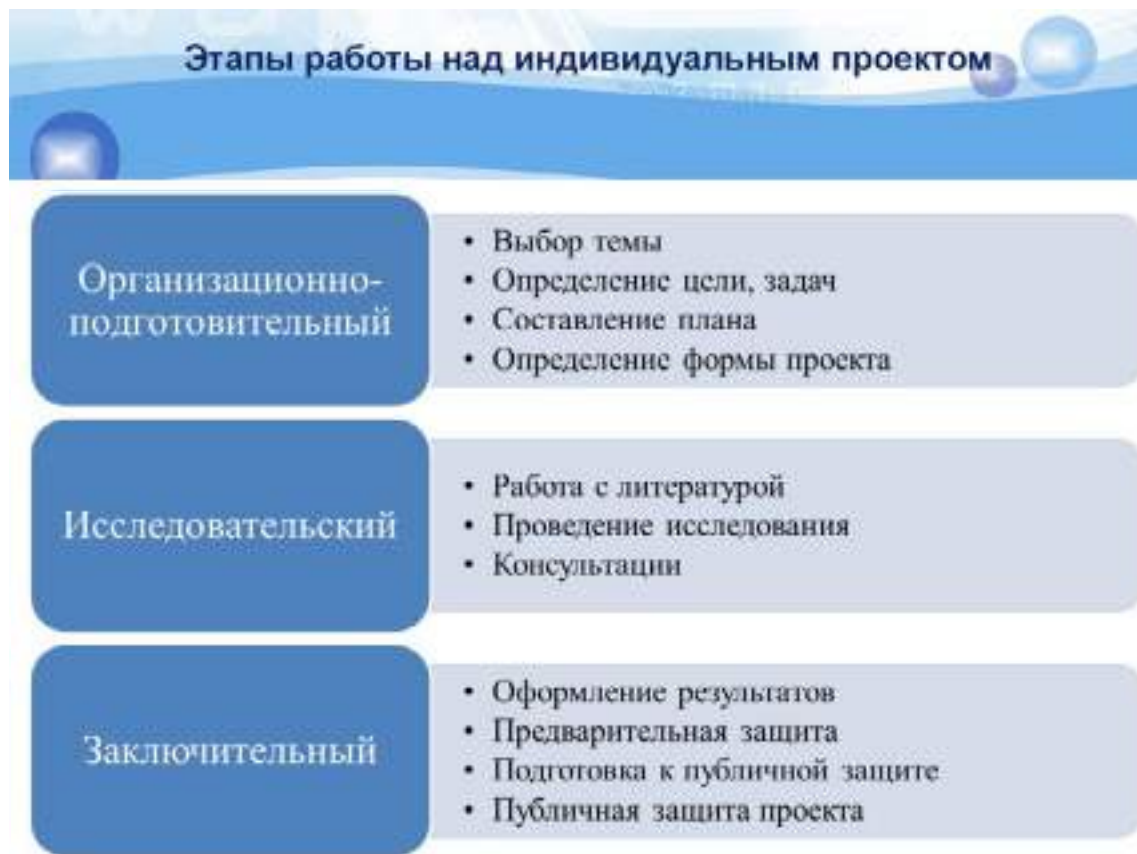 Этапы работы над индивидуальным проектом
Организационно-
подготовительный
• Выбор темы
• Определение цели, задач
• Составление плана
• Определение формы проекта
Исследовательский
• Работа с литературой
• Проведение исследования
• Консультации
Заключительный
• Оформление результатов
• Предварительная защита
• Подготовка к публичной защите
• Публичная защита проекта